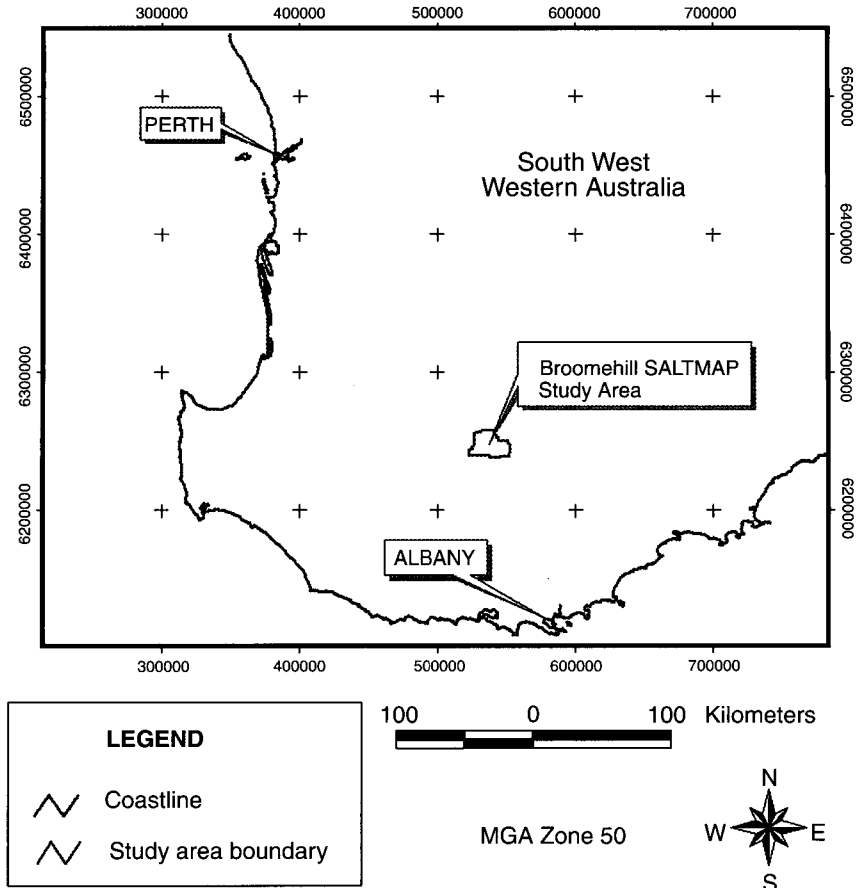 300000 400000 500000 600000 700000
6500000
6500000
PERTH
South West
Western Australia
6400000
6400000
Broomehill SALTMAP
Study Area
6300000
6300000
6200000
6200000
ALBANY
300000 400000 500000 600000 700000
100 0 100 Kilometers
LEGEND
Coastline
Study area boundary
MGA Zone 50
N
W E
S